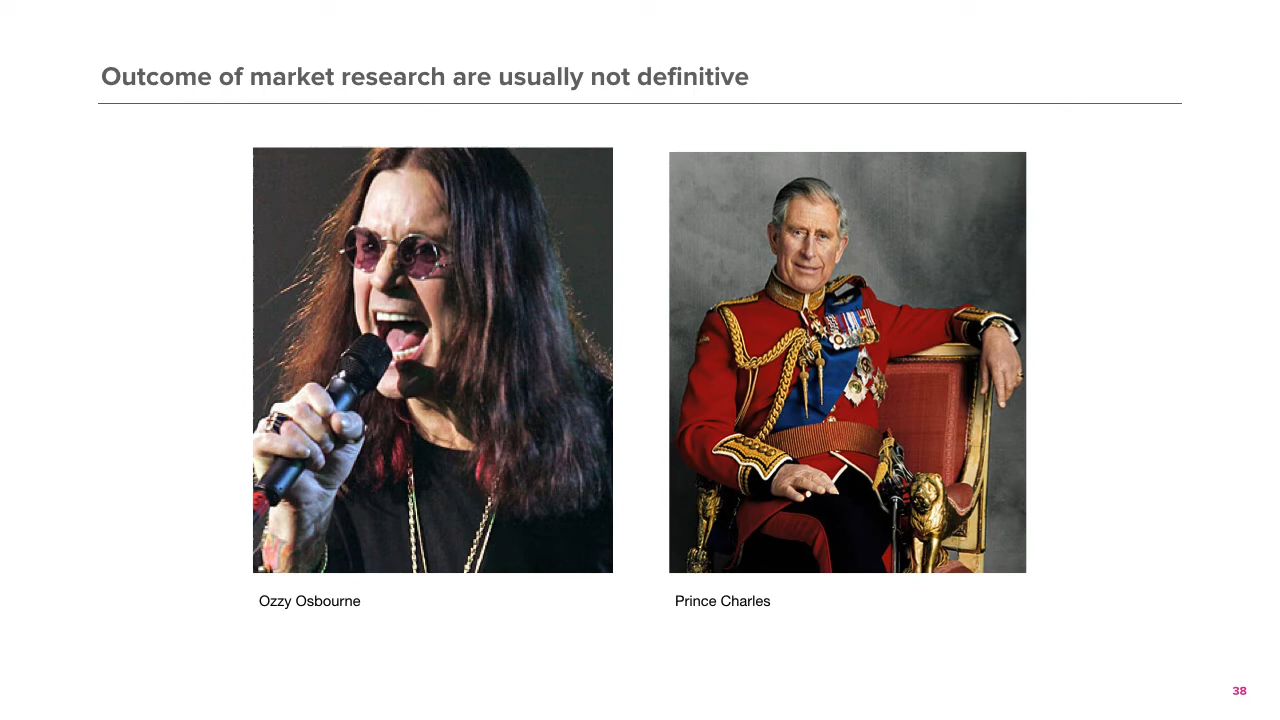 Outcome of market research are usually not definitive
Ozzy Osbourne
Prince Charles
38